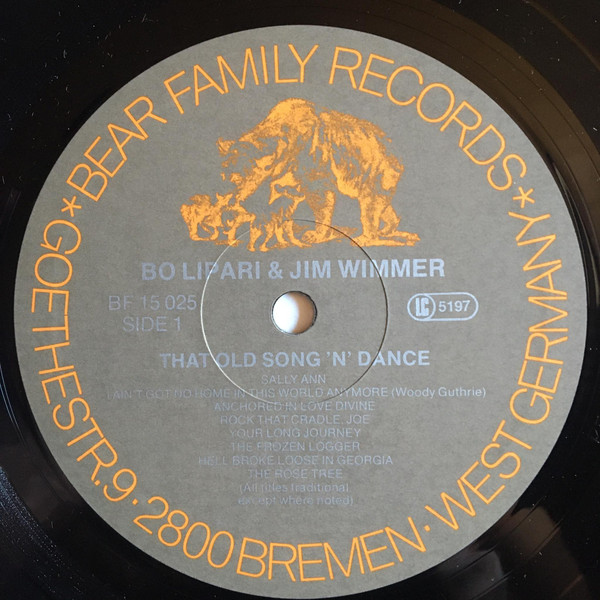 *BEAR FAMILY RECORDS*
GOETHESTR.9·2800 BREMEN·WEST GERMANY
BO LIPARI & JIM WIMMER
BF 15 025
SIDE 1
LC 5197
THAT OLD SONG 'N' DANCE
SALLY ANN
I AIN'T GOT NO HOME IN THIS WORLD ANYMORE (Woody Guthrie)
ANCHORED IN LOVE DIVINE
ROCK THAT CRADLE, JOE
YOUR LONG JOURNEY
THE FROZEN LOGGER
HELL BROKE LOOSE IN GEORGIA
THE ROSE TREE
(All titles traditional
except where noted)